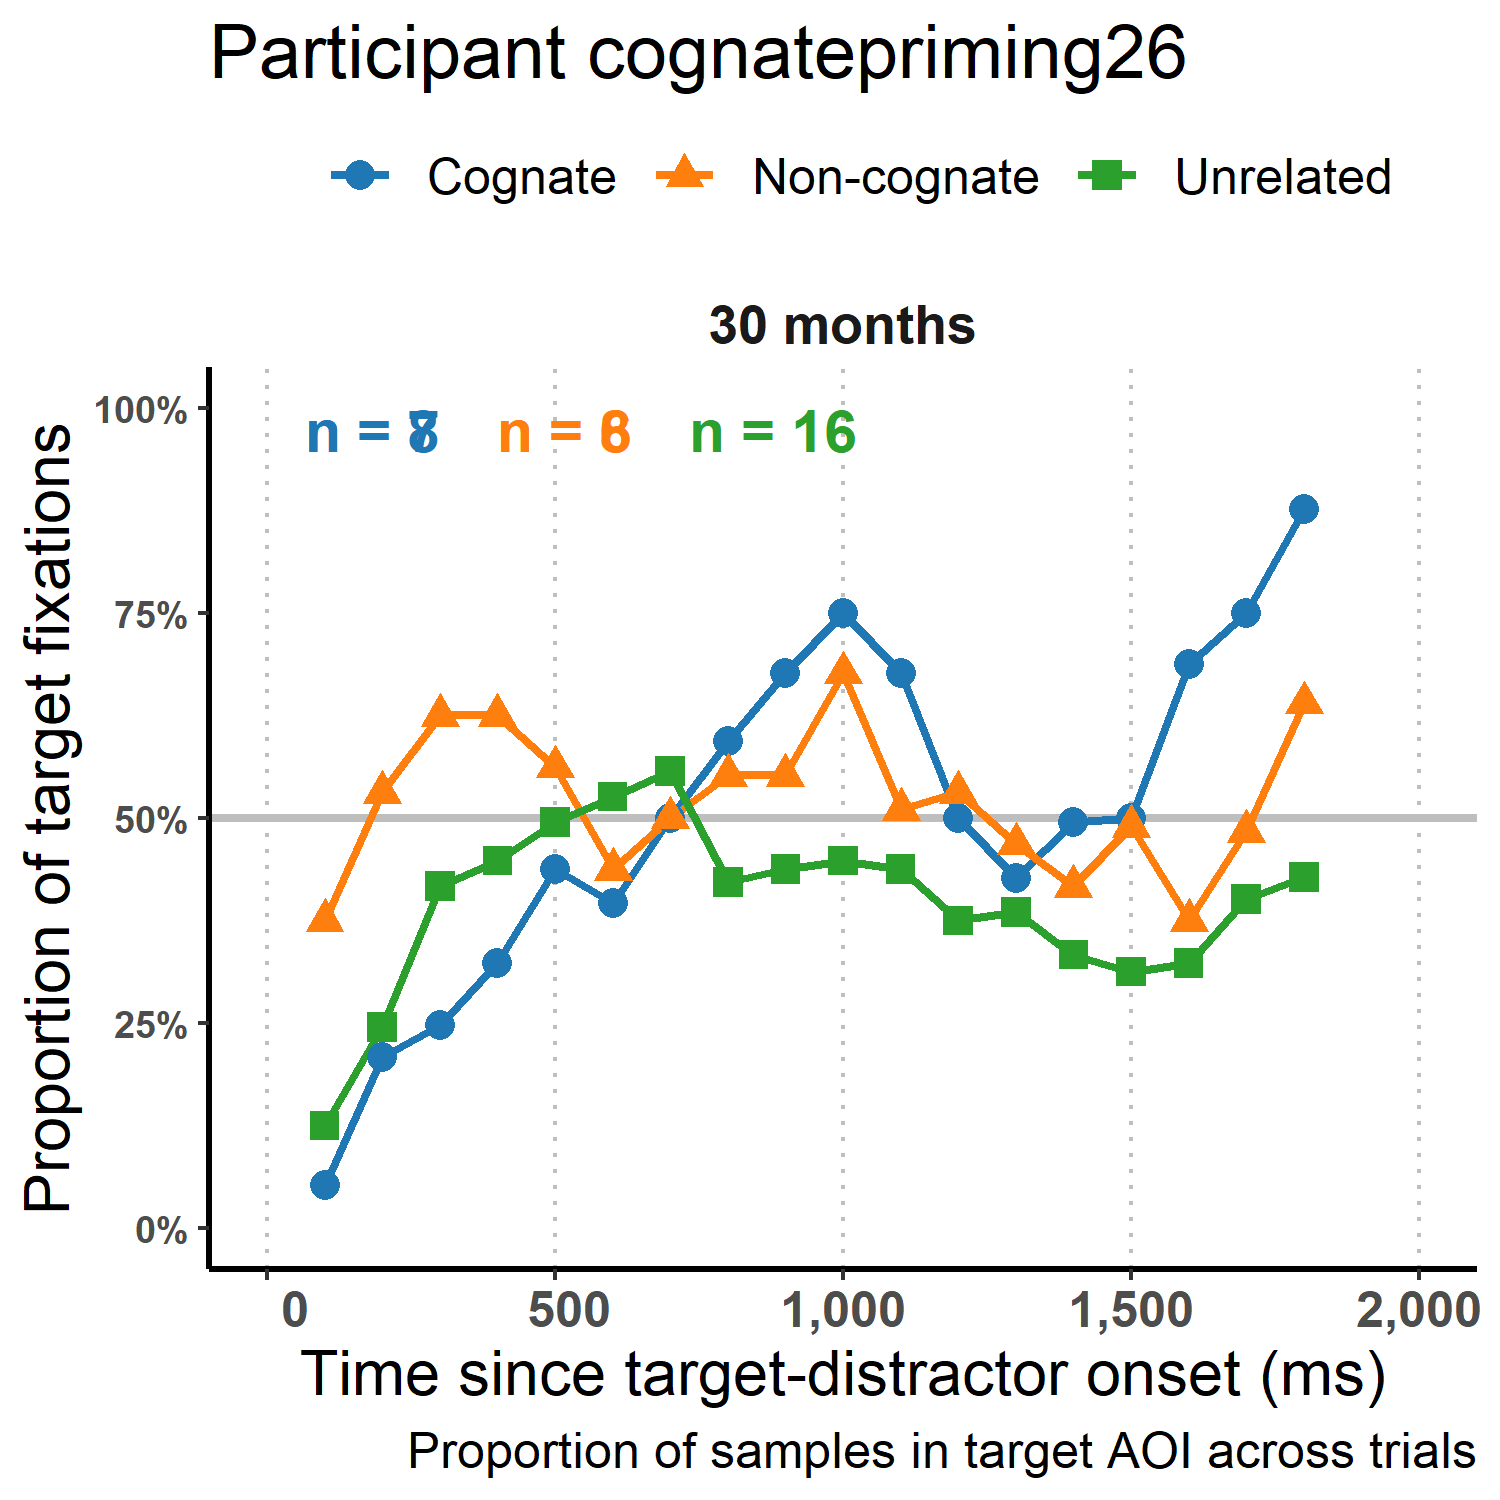 Participant cognatepriming26
Cognate Non-cognate Unrelated
30 months
100%
75%
50%
25%
0%
n = n = n = 16
Proportion of target fixations
0 500 1,000 1,500 2,000
Time since target-distractor onset (ms)
Proportion of samples in target AOI across trials